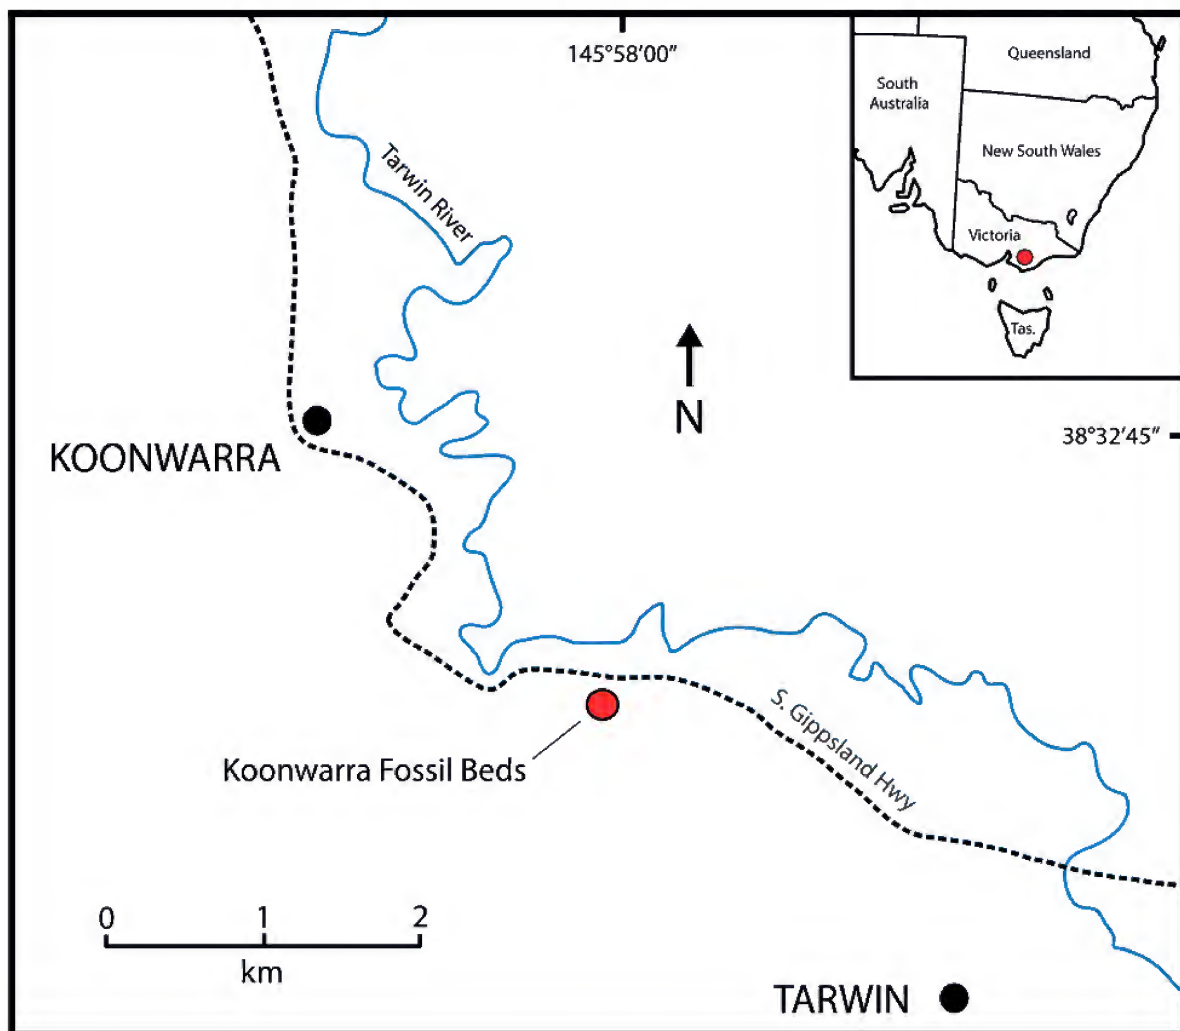 145°58′00″
Queensland
South
Australia
New South Wales
Victoria
Tas.
Tarwin River
N
38°32′45″
KOONWARRA
S. Gippsland Hwy
Koonwarra Fossil Beds
0 1 2
km
TARWIN